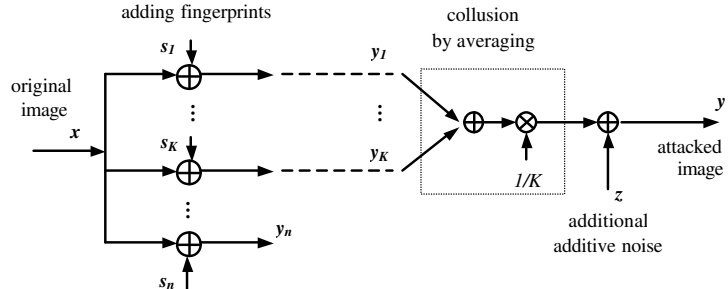 adding fingerprints
collusion
by averaging
s1
y1
y
original
image
x
...
...
sK
yK
attacked
image
1/K
z
...
yn
additional
additive noise
sn